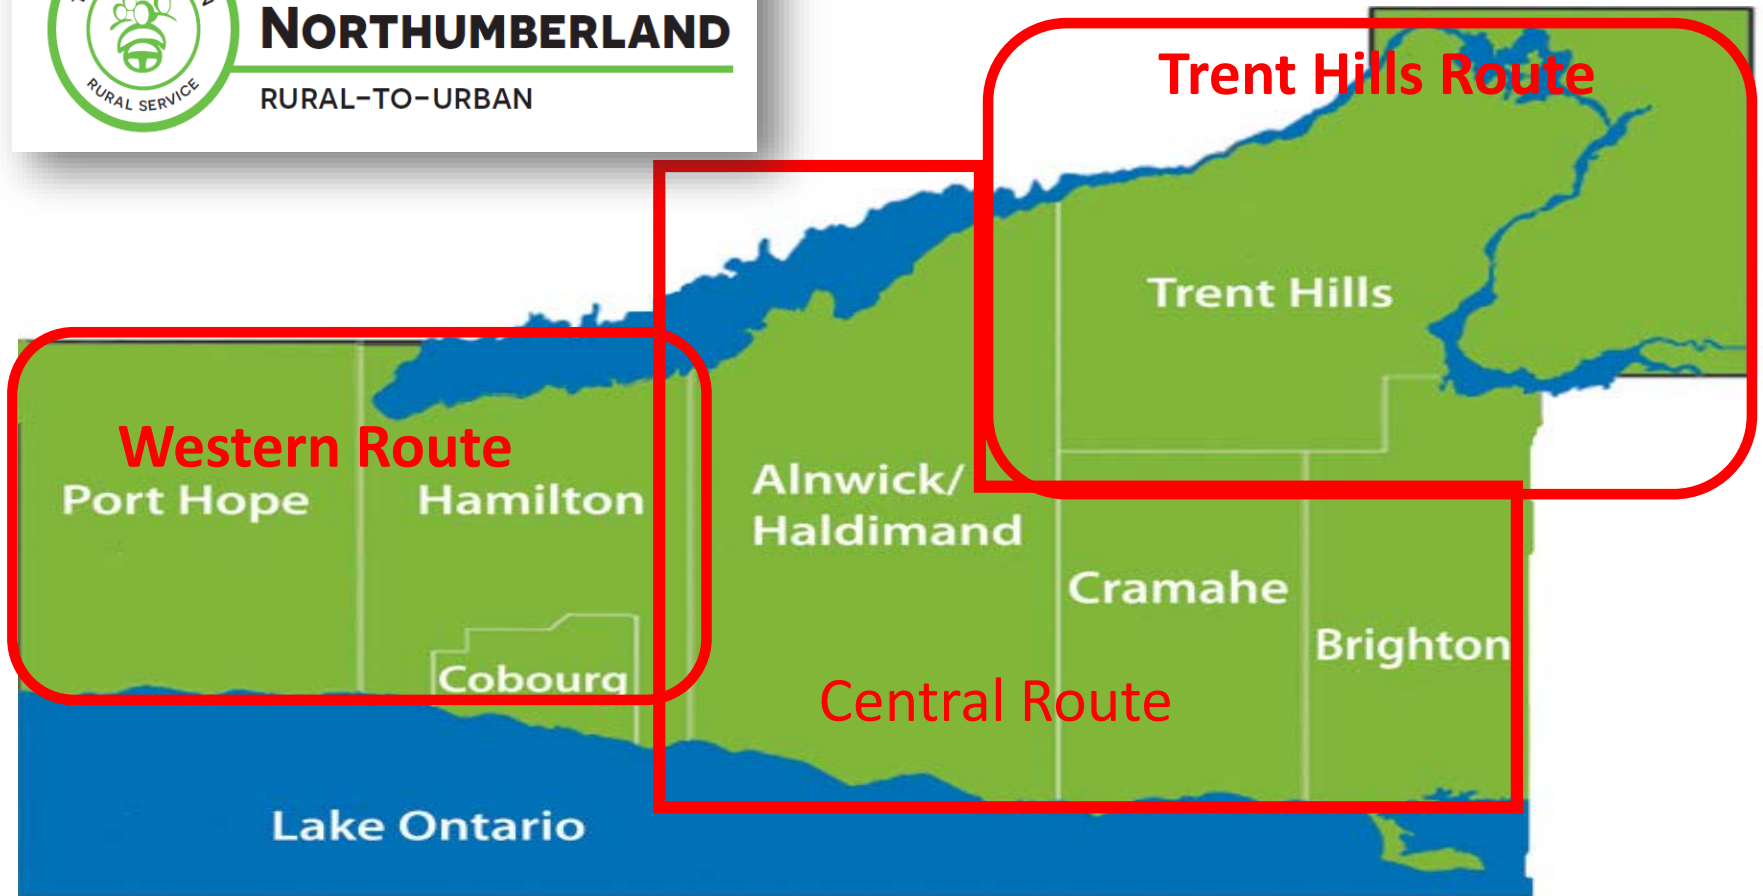 NORTHUMBERLAND
RURAL-TO-URBAN
RURAL SERVICE
Trent Hills Route
Trent Hills
Western Route
Port Hope
Hamilton
Alnwick/
Haldimand
Cramahe
Brighton
Cobourg
Central Route
Lake Ontario